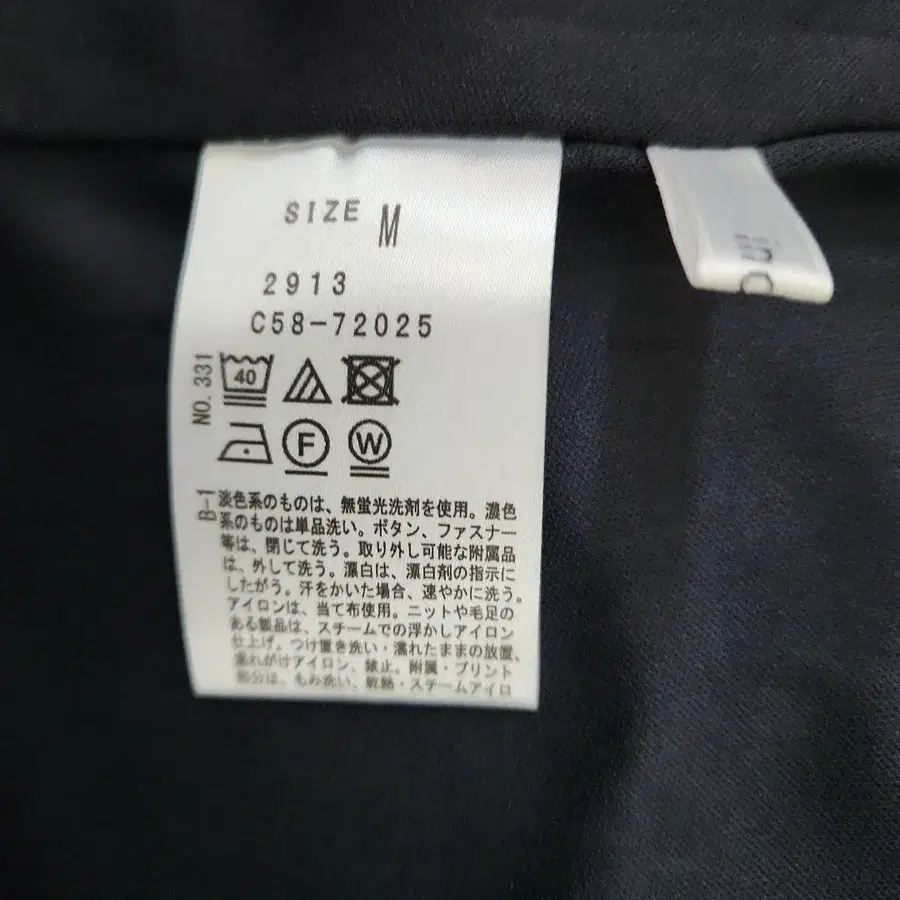 SIZE M
2913
C58-72025
NO. 331
40
F
W
B-1
淡色系のものは、無蛍光洗剤を使用。濃色
系のものは単品洗い。ボタン、ファスナー
等は、閉じて洗う。取り外し可能な附属品
は、外して洗う。漂白は、漂白剤の指示に
したがう。汗をかいた場合、速やかに洗う。
アイロンは、当て布使用。ニットや毛足の
ある製品は、スチームでの浮かしアイロン
仕上げ。つけ置き洗い・濡れたままの放置、
濡れがけアイロン、禁止。附属・プリント
部分は、もみ洗い、乾熱・スチームアイロ